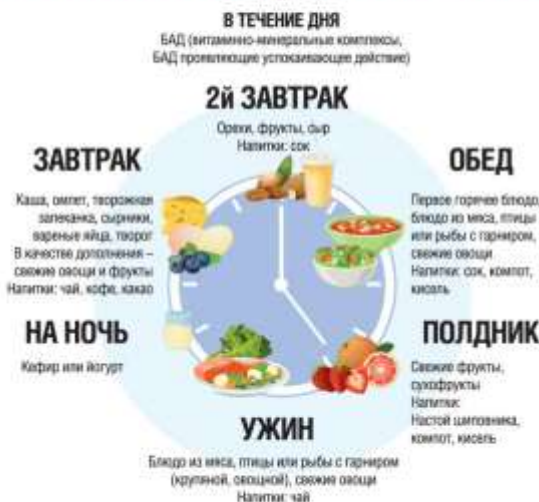 В ТЕЧЕНИЕ ДНЯ
БАД (витаминно-минеральные комплексы,
БАД проявляющие успокаивающее действие)
2й ЗАВТРАК
Орехи, фрукты, сыр
Напитки: сок
ЗАВТРАК
Каша, омлет, творожная
запеканка, сырники,
вареные яйца, творог
В качестве дополнения –
свежие овощи и фрукты
Напитки: чай, кофе, какао
ОБЕД
Первое горячее блюдо,
блюдо из мяса, птицы
или рыбы с гарниром,
свежие овощи
Напитки: сок, компот,
кисель
НА НОЧЬ
Кефир или йогурт
ПОЛДНИК
Свежие фрукты,
сухофрукты
Напитки:
Настой шиповника,
компот, кисель
УЖИН
Блюдо из мяса, птицы или рыбы с гарниром
(крупяной, овощной), свежие овощи
Напитки: чай